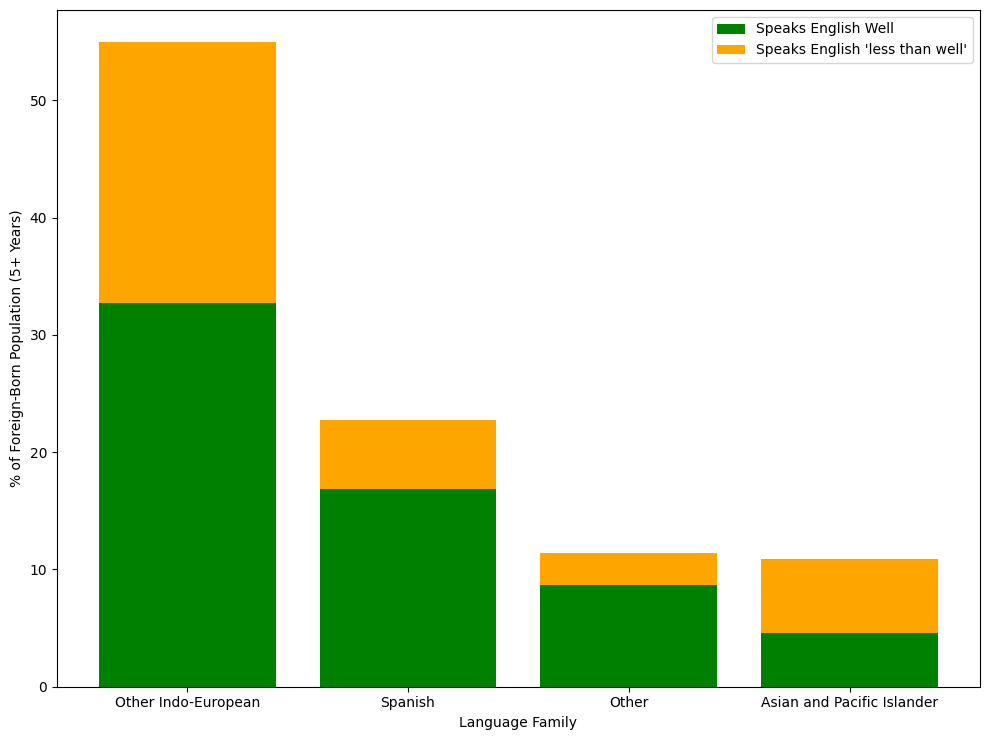 Speaks English Well
Speaks English 'less than well'
% of Foreign-Born Population (5+ Years)
50
40
30
20
10
0
Other Indo-European
Spanish
Other
Asian and Pacific Islander
Language Family